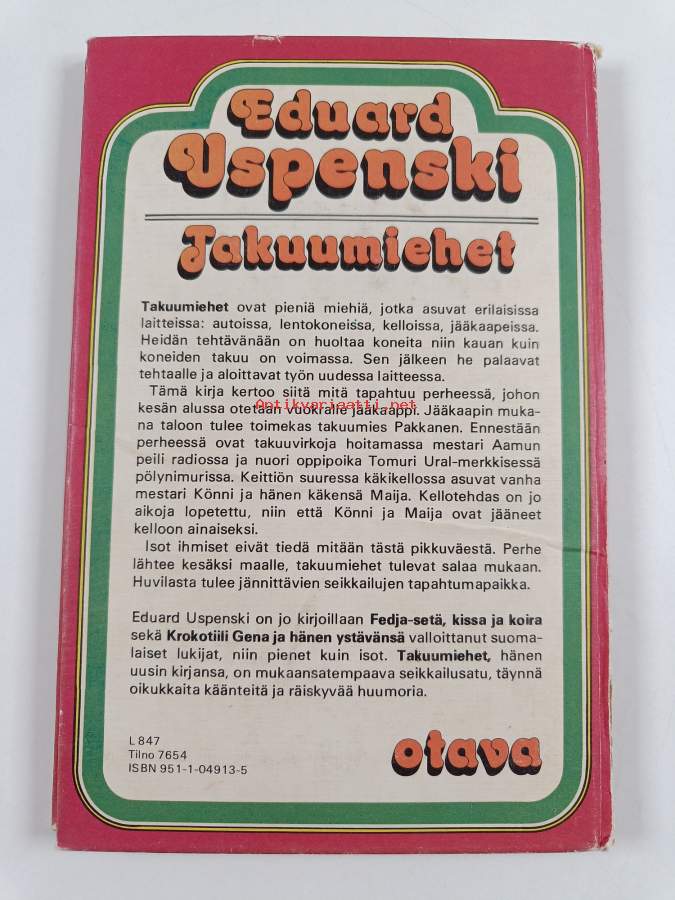 Eduard
Uspenski
Takuumiehet
Takuumiehet ovat pieniä miehiä, jotka asuvat erilaisissa
laitteissa: autoissa, lentokoneissa, kelloissa, jääkaapeissa.
Heidän tehtävänään on huoltaa koneita niin kauan kuin
koneiden takuu on voimassa. Sen jälkeen he palaavat
tehtaalle ja aloittavat työn uudessa laitteessa.
Tämä kirja kertoo siitä mitä tapahtuu perheessä, johon
kesän alussa otetaan vuokralle jääkaappi. Jääkaapin muka-
Antikvariaatti.net
na taloon tulee toimekas takuumies Pakkanen. Ennestään
perheessä ovat takuuvirkoja hoitamassa mestari Aamun
peili radiossa ja nuori oppipoika Tomuri Ural-merkkisessä
pölynimurissa. Keittiön suuressa käkikellossa asuvat vanha
mestari Könni ja hänen käkensä Maija. Kellotehdas on jo
aikoja lopetettu, niin että Könni ja Maija ovat jääneet
kelloon ainaiseksi.
Isot ihmiset eivät tiedä mitään tästä pikkuväestä. Perhe
lähtee kesäksi maalle, takuumiehet tulevat salaa mukaan.
Huvilasta tulee jännittävien seikkailujen tapahtumapaikka.
Eduard Uspenski on jo kirjoillaan Fedja-setä, kissa ja koira
sekä Krokotiili Gena ja hänen ystävänsä valloittanut suoma-
laiset lukijat, niin pienet kuin isot. Takuumiehet, hänen
uusin kirjansa, on mukaansatempaava seikkailusatu, täynnä
oikukkaita käänteitä ja räiskyvää huumoria.
L 847
Tilno 7654
ISBN 951-1-04913-5
otava